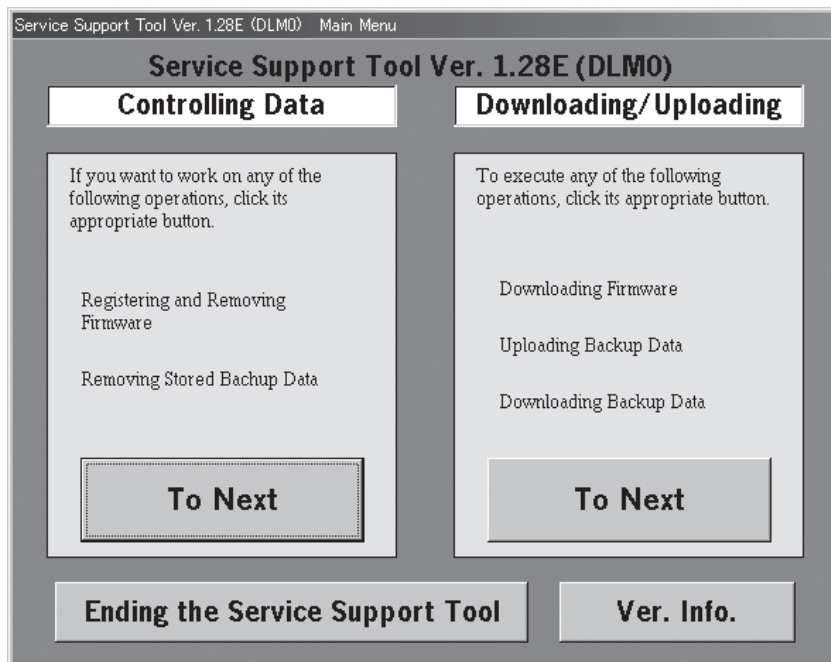 Service Support Tool Ver. 1.28E (DLM0) Main Menu
Service Support Tool Ver. 1.28E (DLM0)
Controlling Data
If you want to work on any of the
following operations, click its
appropriate button.
Registering and Removing
Firmware
Removing Stored Bachup Data
To Next
Downloading/Uploading
To execute any of the following
operations, click its appropriate button.
Downloading Firmware
Uploading Backup Data
Downloading Backup Data
To Next
Ending the Service Support Tool
Ver. Info.